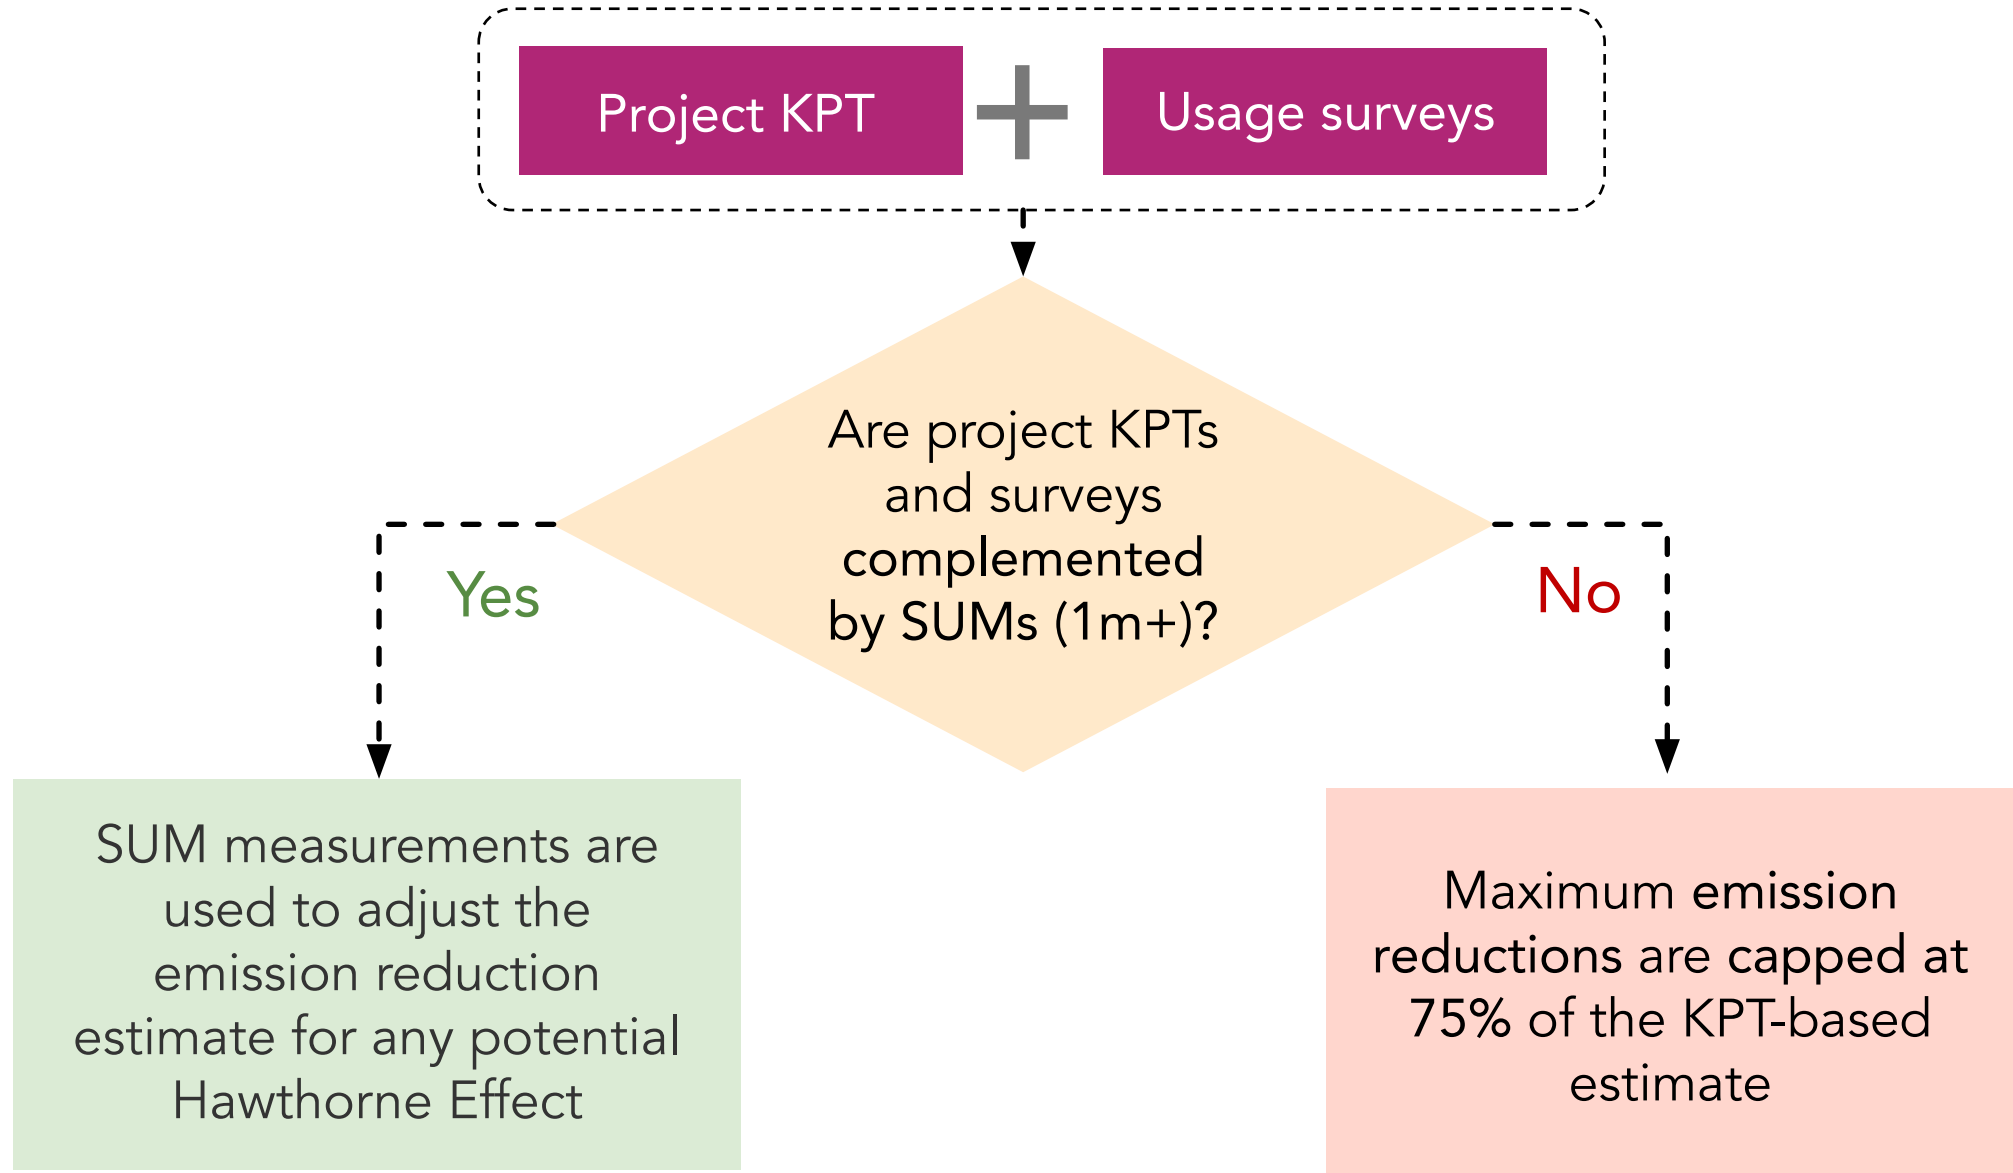 Project KPT
Usage surveys
Are project KPTs
and surveys
complemented
by SUMs (1m+)?
Yes
No
SUM measurements are
used to adjust the
emission reduction
estimate for any potential
Hawthorne Effect
Maximum emission
reductions are capped at
75% of the KPT-based
estimate